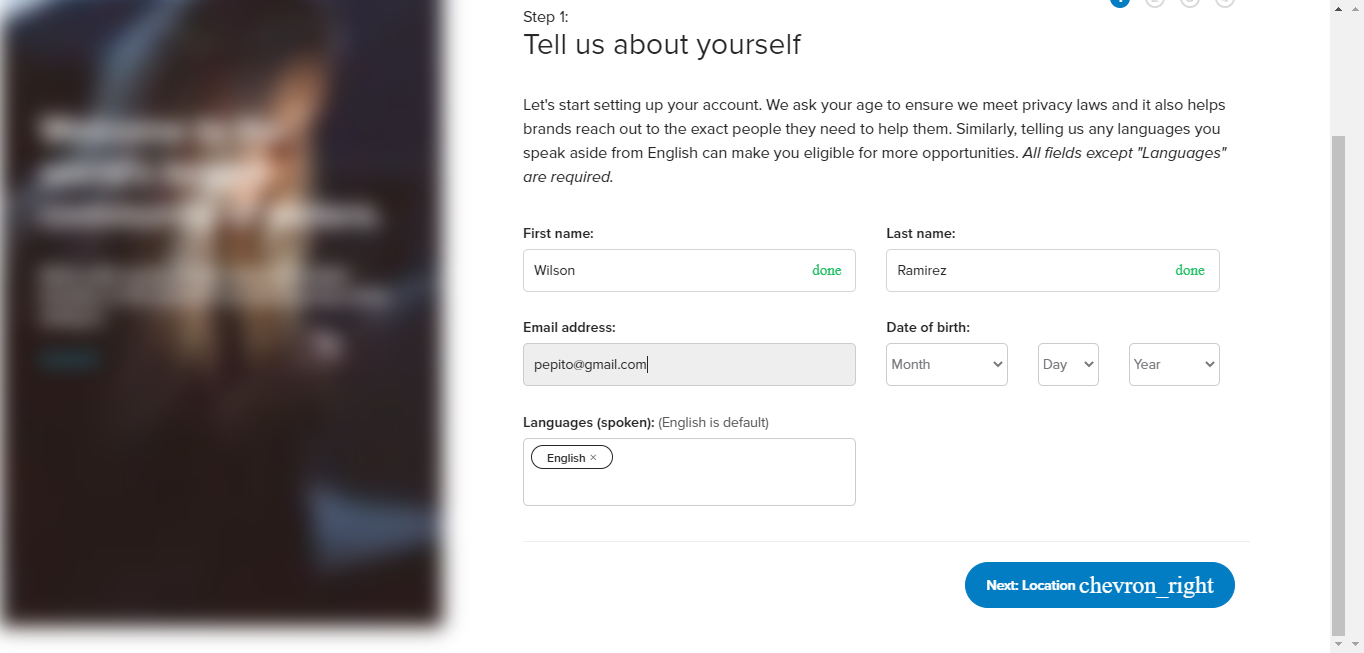 Step 1:
Tell us about yourself
Let's start setting up your account. We ask your age to ensure we meet privacy laws and it also helps
brands reach out to the exact people they need to help them. Similarly, telling us any languages you
speak aside from English can make you eligible for more opportunities. All fields except "Languages"
are required.
First name:
Last name:
Wilson done
Ramirez done
Email address:
Date of birth:
pepito@gmail.com
Month Day Year
Languages (spoken): (English is default)
English ×
Next: Location chevron_right